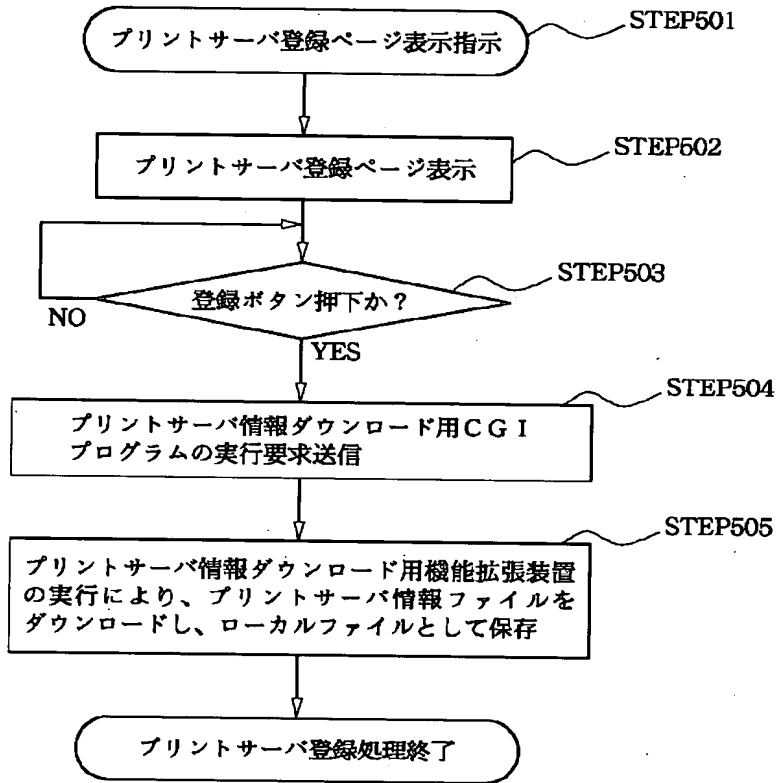 プリントサーバ登録ページ表示指示
STEP501
プリントサーバ登録ページ表示
STEP502
登録ボタン押下か？
STEP503
NO
YES
プリントサーバ情報ダウンロード用ＣＧＩ
プログラムの実行要求送信
STEP504
プリントサーバ情報ダウンロード用機能拡張装置
の実行により、プリントサーバ情報ファイルを
ダウンロードし、ローカルファイルとして保存
STEP505
プリントサーバ登録処理終了